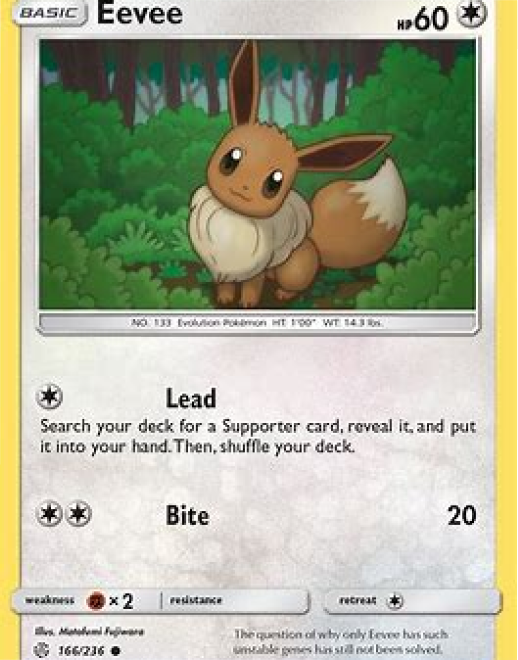 BASIC Eevee HP60
NO. 133 Evolution Pokémon HT: 1'00" WT: 14.3 lbs.
Lead
Search your deck for a Supporter card, reveal it, and put
it into your hand. Then, shuffle your deck.
Bite 20
weakness ×2 resistance retreat
Illus. Matofumi Fujiwara
166/236
The question of why only Eevee has such
unstable genes has still not been solved.